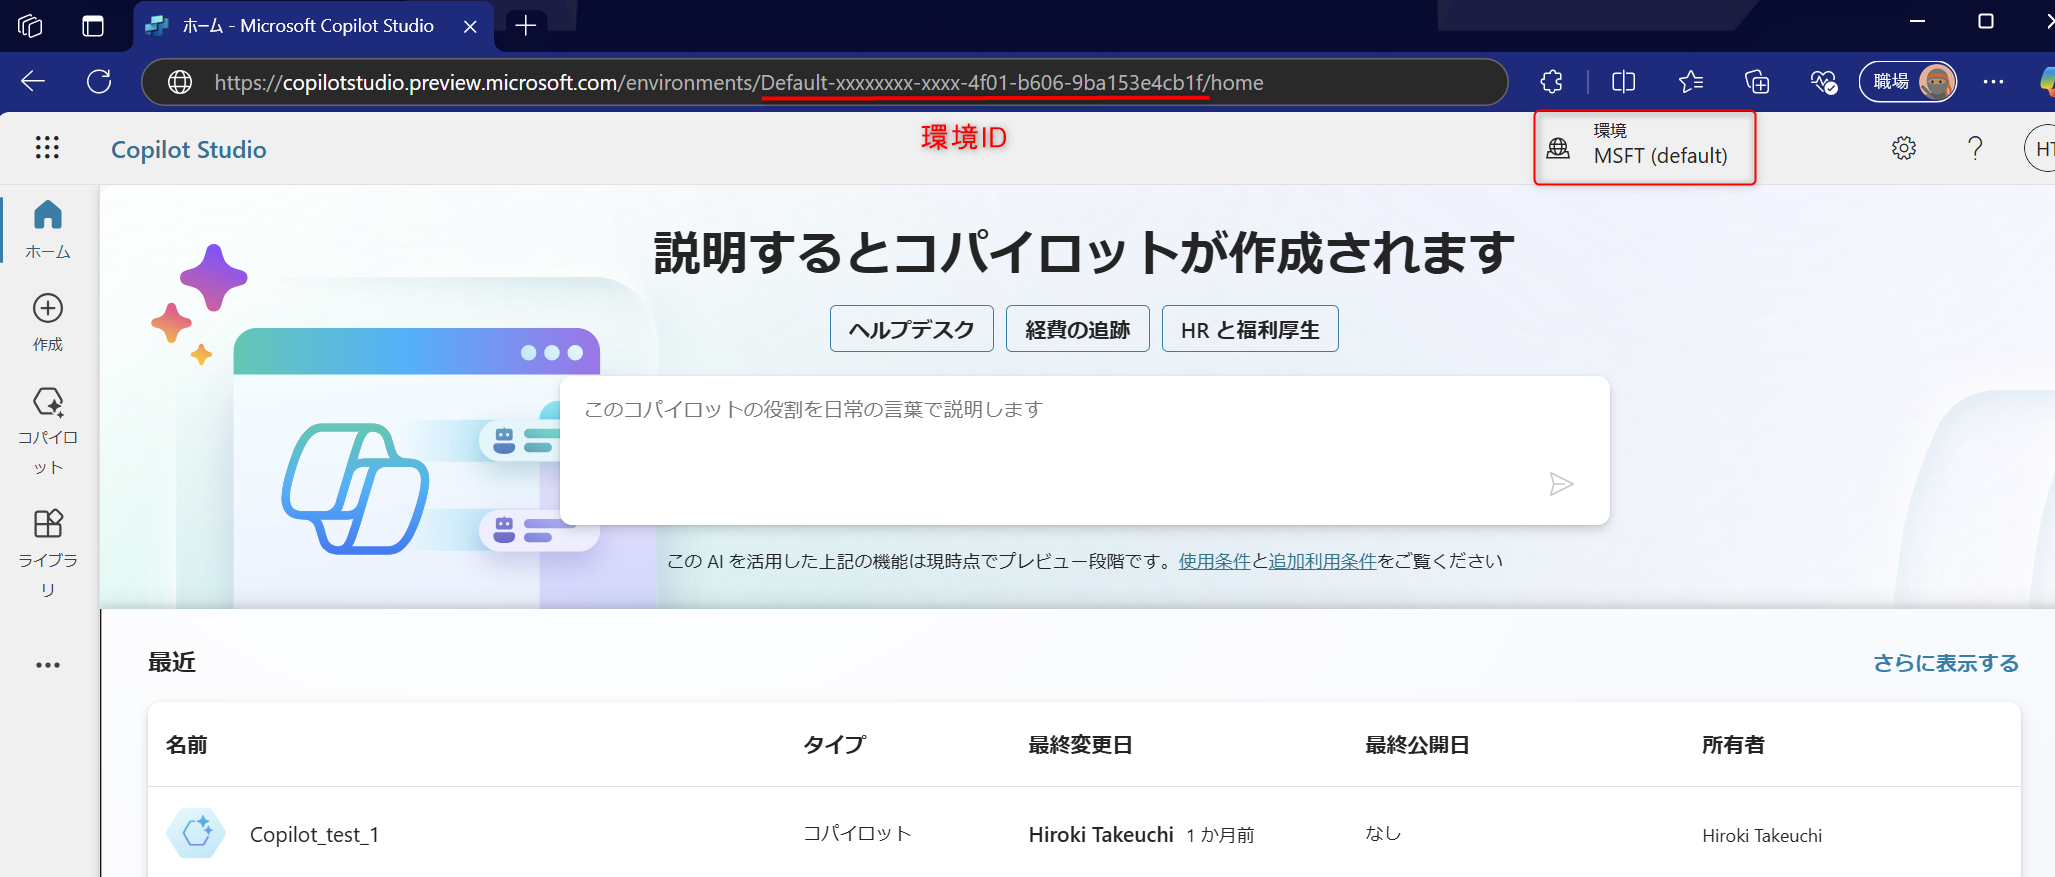 ホーム - Microsoft Copilot Studio
https://copilotstudio.preview.microsoft.com/environments/Default-xxxxxxxx-xxxx-4f01-b606-9ba153e4cb1f/home
職場
環境ID
Copilot Studio
環境
MSFT (default)
HT
ホーム
作成
コパイロ
ット
ライブラ
リ
説明するとコパイロットが作成されます
ヘルプデスク
経費の追跡
HR と福利厚生
このコパイロットの役割を日常の言葉で説明します
この AI を活用した上記の機能は現時点でプレビュー段階です。使用条件と追加利用条件をご覧ください
最近
さらに表示する
名前 タイプ 最終変更日 最終公開日 所有者
Copilot_test_1 コパイロット Hiroki Takeuchi 1 か月前 なし Hiroki Takeuchi